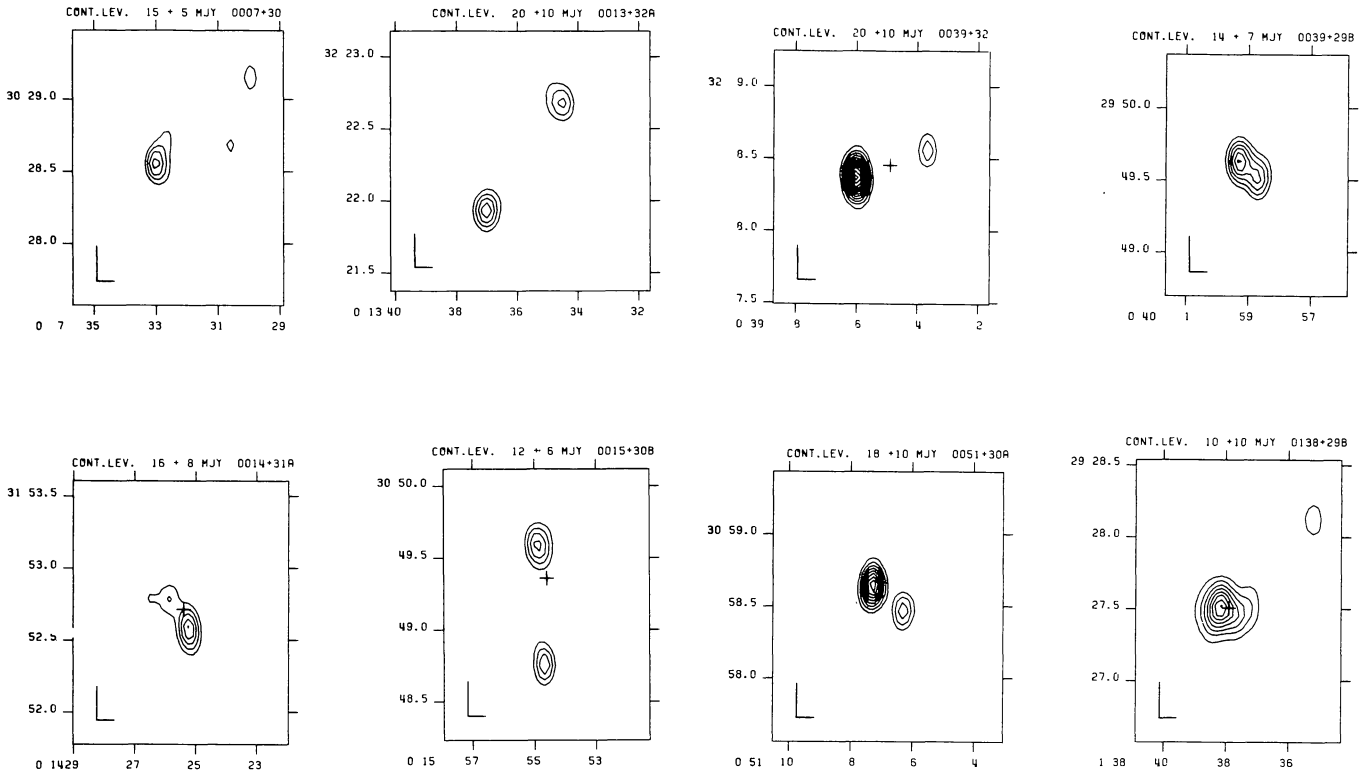 CONT.LEV. 15 + 5 MJY 0007+30
30 29.0
28.5
28.0
0 7 35 33 31 29
CONT.LEV. 20 +10 MJY 0013+32A
32 23.0
22.5
22.0
21.5
0 13 40 36 34 32
CONT.LEV. 20 +10 MJY 0039+32
32 9.0
8.5
8.0
7.5
0 39 8 6 4 2
CONT.LEV. 14 + 7 MJY 0039+29B
29 50.0
49.5
49.0
0 40 1 59 57
CONT.LEV. 16 + 8 MJY 0014+31A
31 53.5
53.0
52.5
52.0
0 1429 27 25 23
CONT.LEV. 12 + 6 MJY 0015+30B
30 50.0
49.5
49.0
48.5
0 15 57 55 53
CONT.LEV. 18 +10 MJY 0051+30A
30 59.0
58.5
58.0
0 51 10 8 6 4
CONT.LEV. 10 +10 MJY 0138+29B
29 28.5
28.0
27.5
27.0
1 38 40 38 36